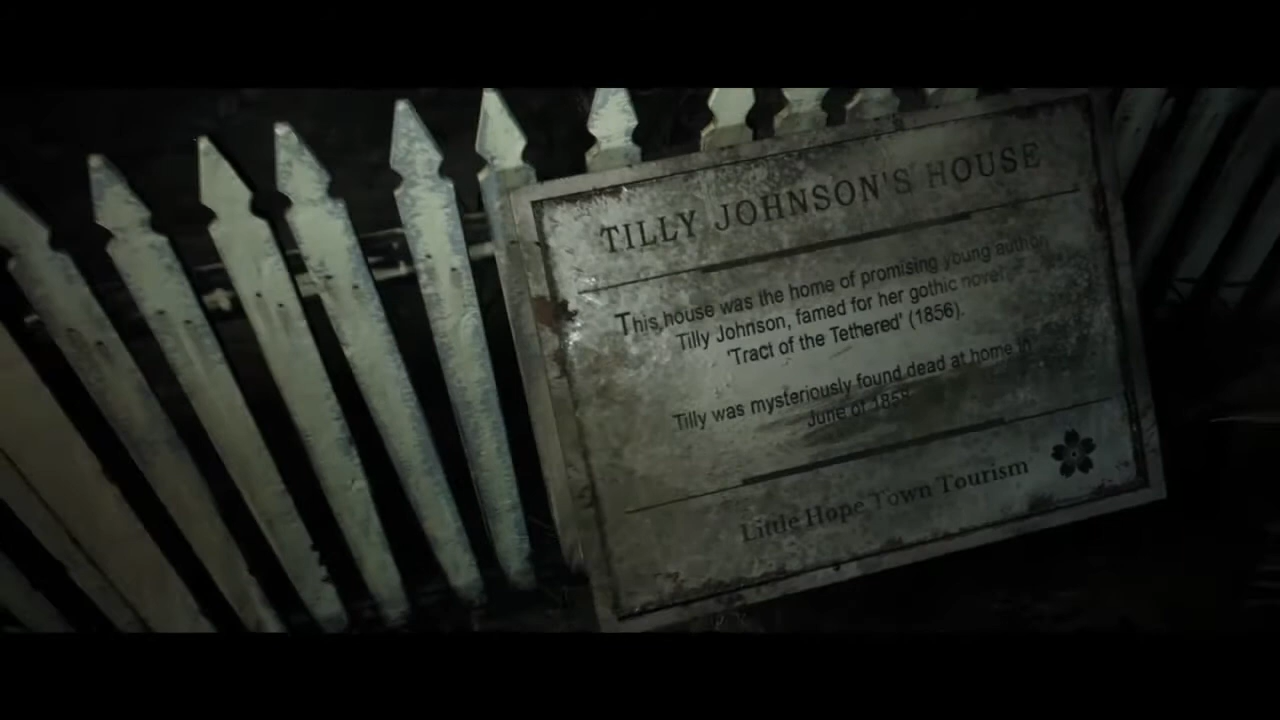 TILLY JOHNSON'S HOUSE
This house was the home of promising young author
Tilly Johnson, famed for her gothic novel
'Tract of the Tethered' (1856).
Tilly was mysteriously found dead at home in
June of 1858
Little Hope Town Tourism